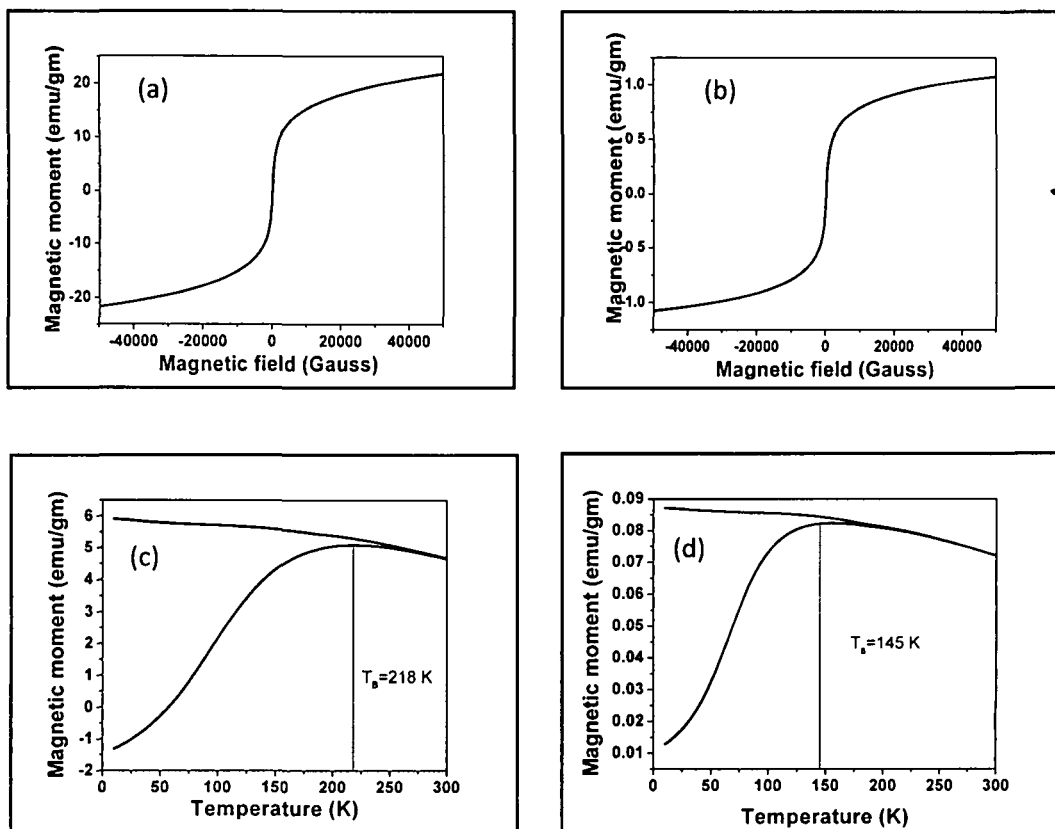 (a)
Magnetic moment (emu/gm)
20
10
0
-10
-20
-40000 -20000 0 20000 40000
Magnetic field (Gauss)
(b)
Magnetic moment (emu/gm)
1.0
0 5
0.0
-0 5
-1.0
-40000 -20000 0 20000 40000
Magnetic field (Gauss)
(c)
Magnetic moment (emu/gm)
6
5
4
3
2
1
0
-1
-2
T_B=218 K
0 50 100 150 200 250 300
Temperature (K)
(d)
Magnetic moment (emu/gm)
0.09
0.08
0.07
0.06
0.05
0.04
0.03
0.02
0.01
T_B=145 K
0 50 100 150 200 250 300
Temperature (K)